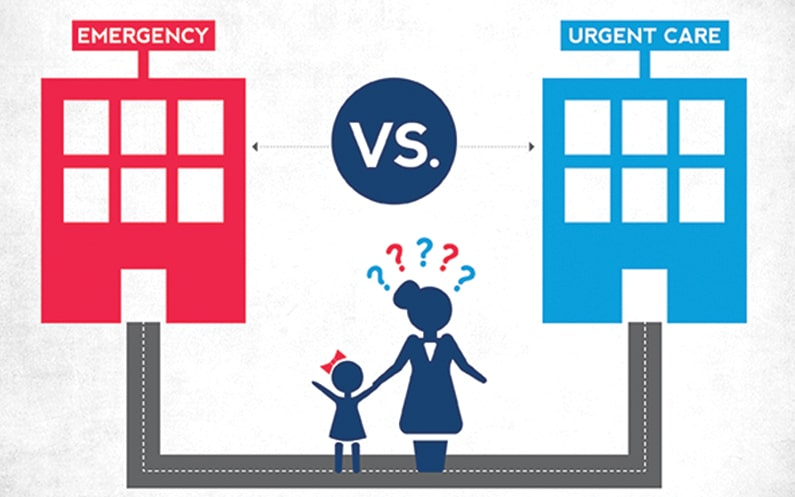 EMERGENCY
URGENT CARE
VS.
? ? ? ? ?